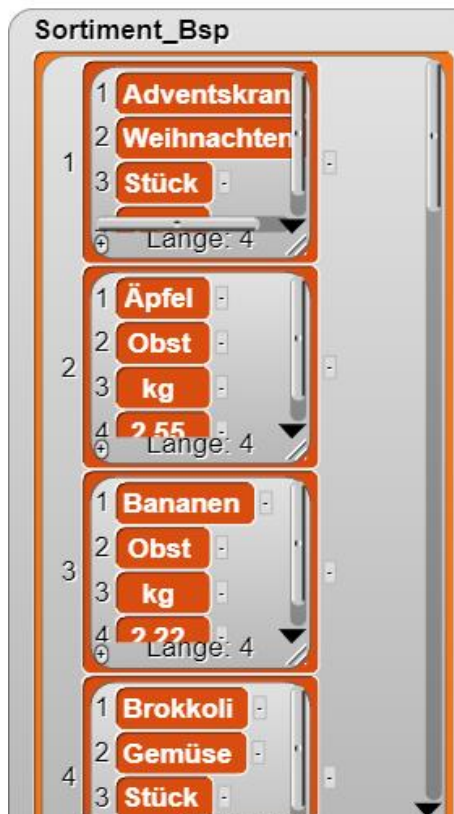 Sortiment_Bsp
1
1 Adventskran
2 Weihnachten
3 Stück -
+ Länge: 4
2
1 Äpfel -
2 Obst -
3 kg -
4 2.55 -
+ Länge: 4
3
1 Bananen -
2 Obst -
3 kg -
4 2.22 -
+ Länge: 4
4
1 Brokkoli -
2 Gemüse -
3 Stück -